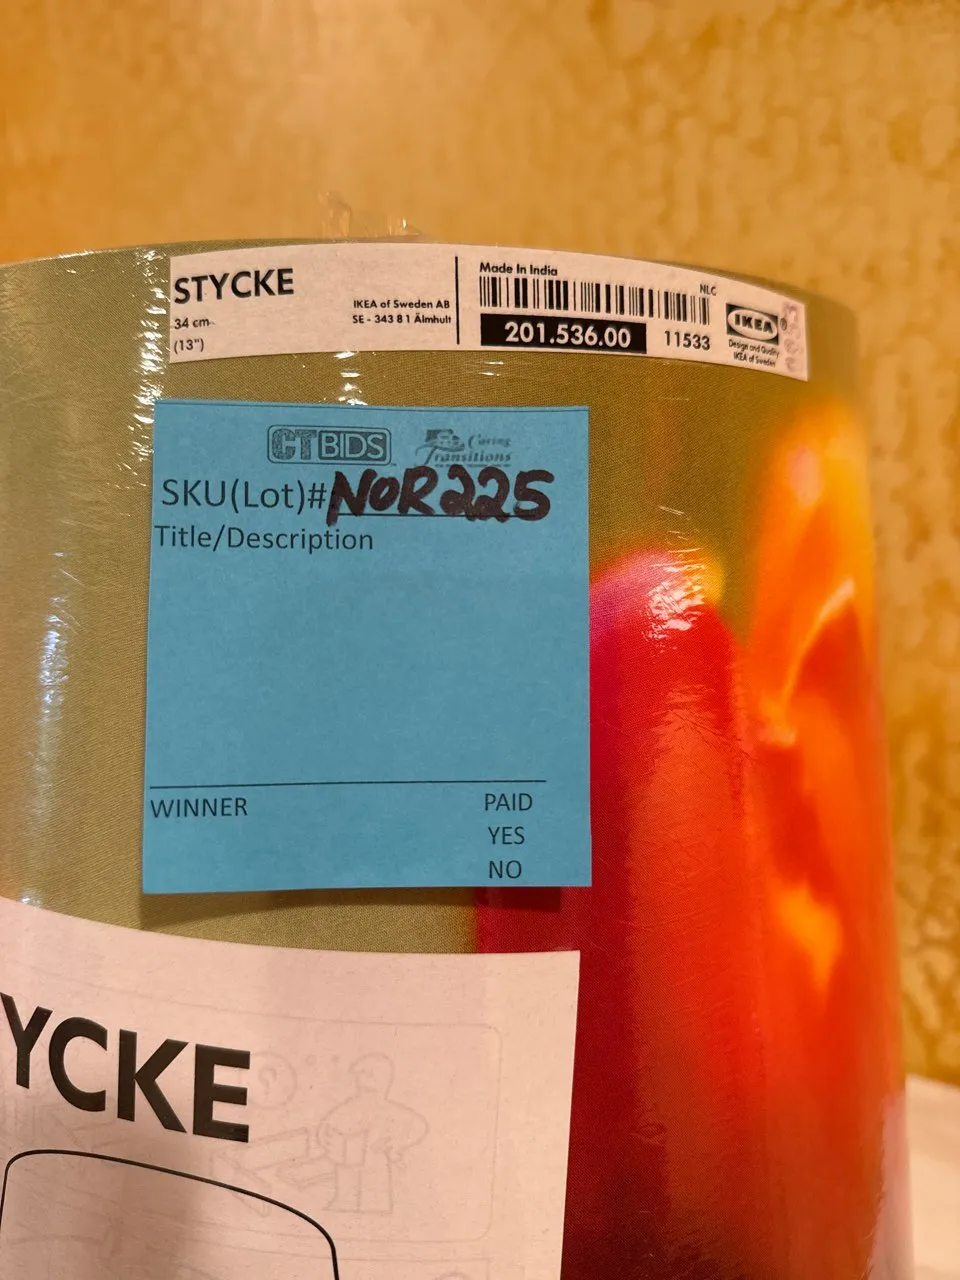 STYCKE
34 cm
(13")
IKEA of Sweden AB
SE - 343 81 Älmhult
Made In India
NLC
201.536.00
11533
IKEA®
Design and Quality
IKEA of Sweden
CTBIDS
Caring
Transitions
SKU(Lot)# NOR225
Title/Description
WINNER
PAID
YES
NO
YCKE